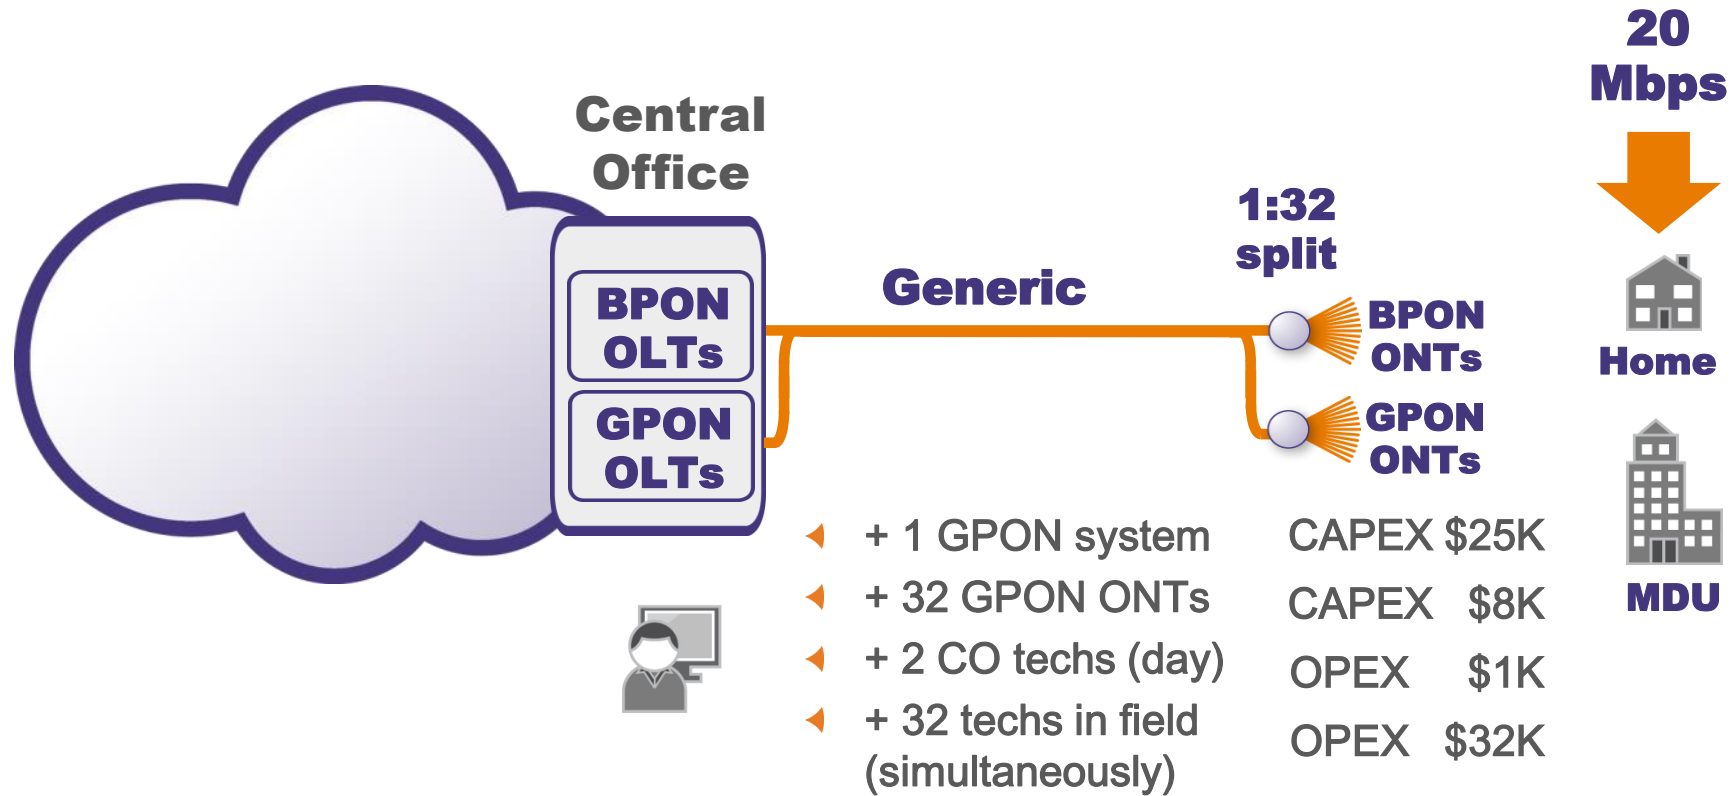 20
Mbps
Central
Office
1:32
split
Generic
BPON
OLTs
BPON
ONTs
Home
GPON
OLTs
GPON
ONTs
+ 1 GPON system CAPEX $25K
+ 32 GPON ONTs CAPEX $8K
MDU
+ 2 CO techs (day) OPEX $1K
+ 32 techs in field OPEX $32K
(simultaneously)